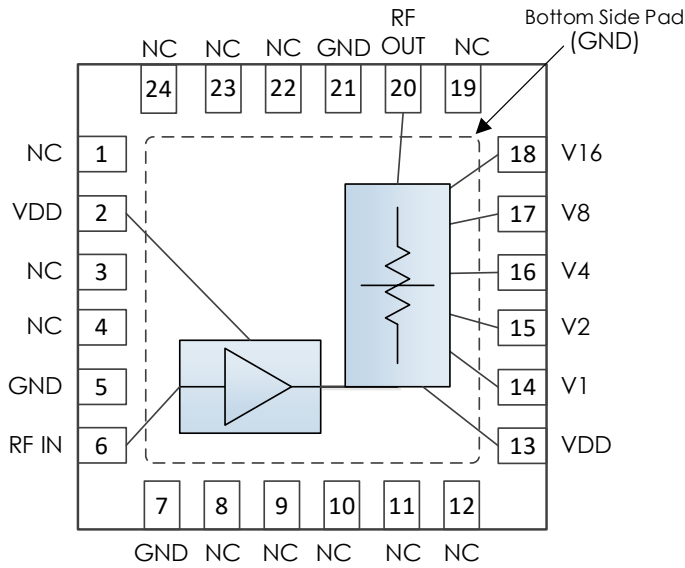 Bottom Side Pad
(GND)
NC NC NC GND RF OUT NC
24 23 22 21 20 19
NC 1
VDD 2
NC 3
NC 4
GND 5
RF IN 6
18 V16
17 V8
16 V4
15 V2
14 V1
13 VDD
7 8 9 10 11 12
GND NC NC NC NC NC